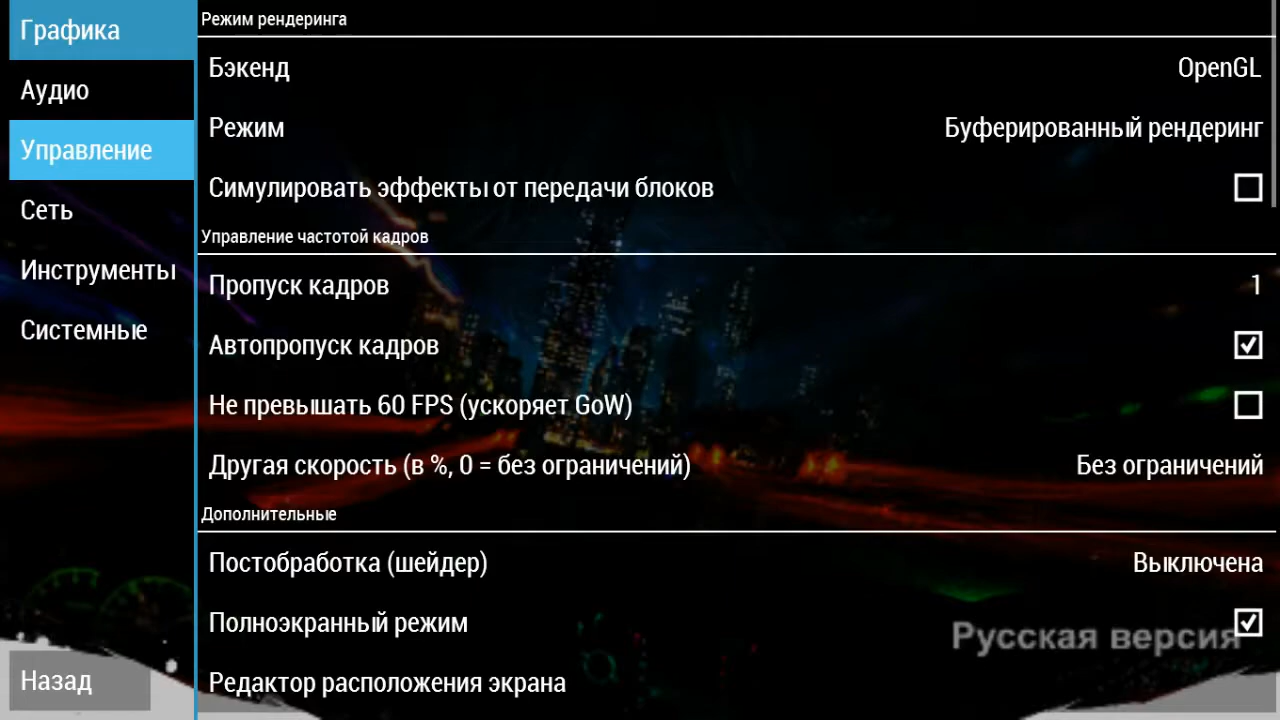 Графика
Аудио
Управление
Сеть
Инструменты
Системные
Назад
Режим рендеринга
Бэкенд OpenGL
Режим Буферированный рендеринг
Симулировать эффекты от передачи блоков
Управление частотой кадров
Пропуск кадров 1
Автопропуск кадров
Не превышать 60 FPS (ускоряет GoW)
Другая скорость (в %, 0 = без ограничений) Без ограничений
Дополнительные
Постобработка (шейдер) Выключена
Полноэкранный режим
Русская версия
Редактор расположения экрана